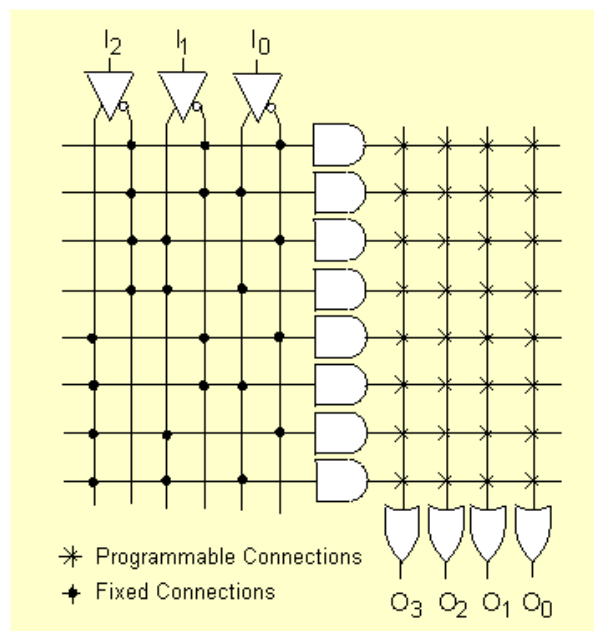 I2 I1 I0
Programmable Connections
Fixed Connections
O3 O2 O1 O0